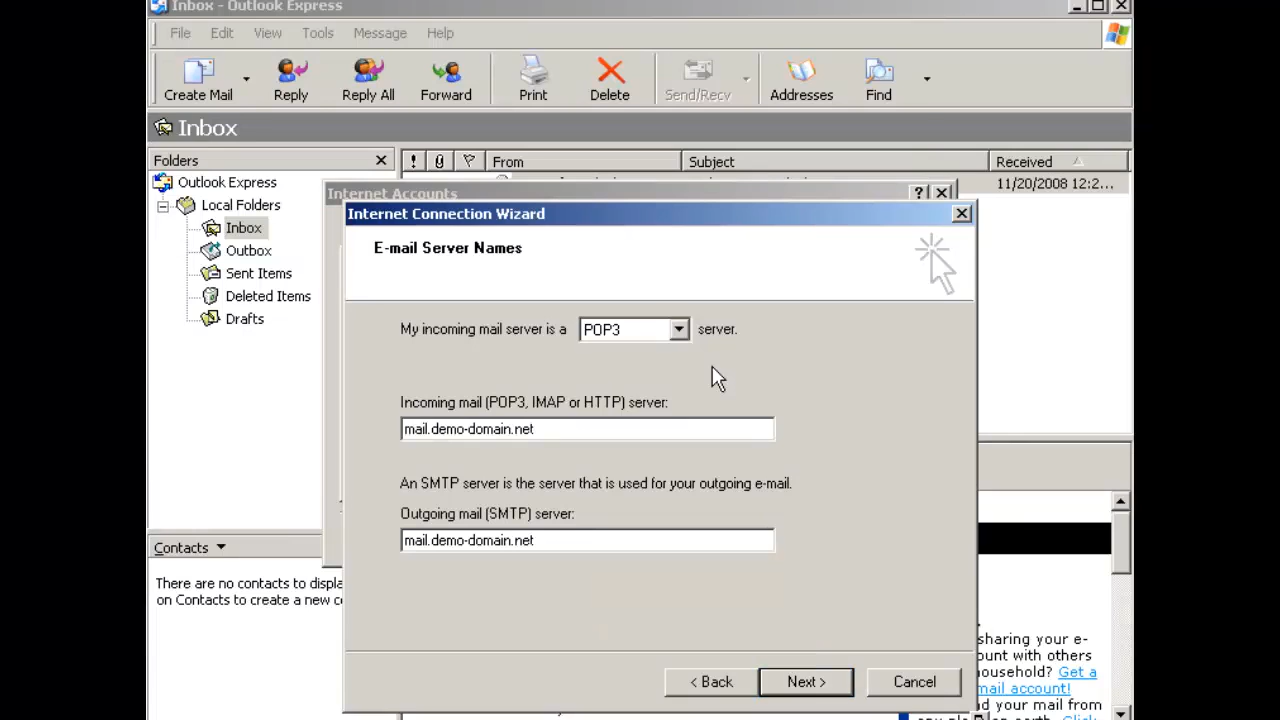 Inbox - Outlook Express
File Edit View Tools Message Help
Create Mail Reply Reply All Forward Print Delete Send/Recv Addresses Find
Inbox
Folders
! From Subject Received
Outlook Express
11/20/2008 12:2...
Local Folders
Inbox
Outbox
Sent Items
Deleted Items
Drafts
Internet Accounts
Internet Connection Wizard
E-mail Server Names
My incoming mail server is a POP3 server.
Incoming mail (POP3, IMAP or HTTP) server:
mail.demo-domain.net
An SMTP server is the server that is used for your outgoing e-mail.
Outgoing mail (SMTP) server:
mail.demo-domain.net
< Back Next > Cancel
Contacts
There are no contacts to displa
on Contacts to create a new c
sharing your e-
ount with others
household? Get a
mail account!
d your mail from